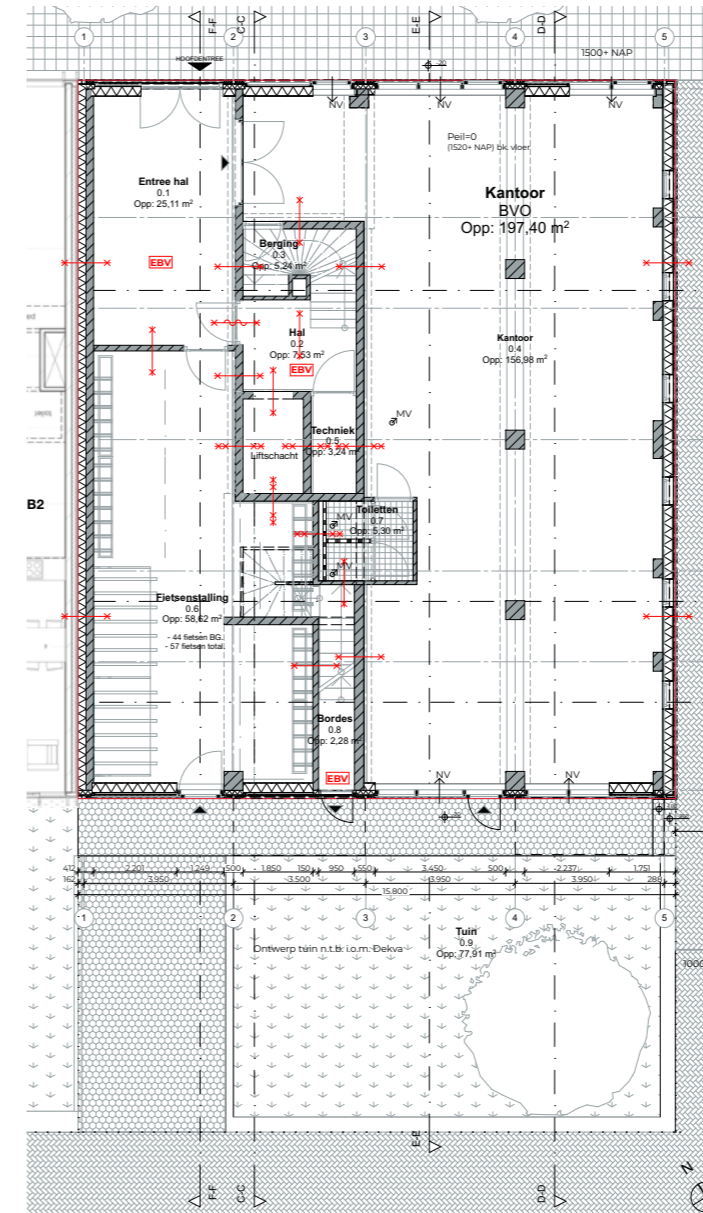 F-F
C-C
E-E
D-D
1
2
3
4
5
1500+ NAP
HOOFDENTREE
-20
NV
NV
NV
Peil=0
(1520+ NAP) bk. vloer
Entree hal
0.1
Opp: 25,11 m²
Kantoor
BVO
Opp: 197,40 m²
Berging
0.3
Opp: 5,24 m²
EBV
Hal
0.2
Opp: 7,53 m²
EBV
Kantoor
0.4
Opp: 156,98 m²
toilet
MV
Techniek
0.5
Opp: 3,24 m²
Liftschacht
B2
Toiletten
0.7
Opp: 5,30 m²
MV
MV
Fietsenstalling
0.6
Opp: 58,62 m²
- 44 fietsen BG.
- 57 fietsen total.
Bordes
0.8
Opp: 2,28 m²
EBV
NV
NV
412
2.201
1.249
500
1.850
150
950
550
3.450
500
2.237
1.751
162
3.950
3.500
3.950
3.950
288
15.800
1
2
3
4
5
Tuin
0.9
Opp: 77,91 m²
Ontwerp tuin n.t.b. i.o.m. Dekva
1000
E-E
F-F
C-C
D-D
N